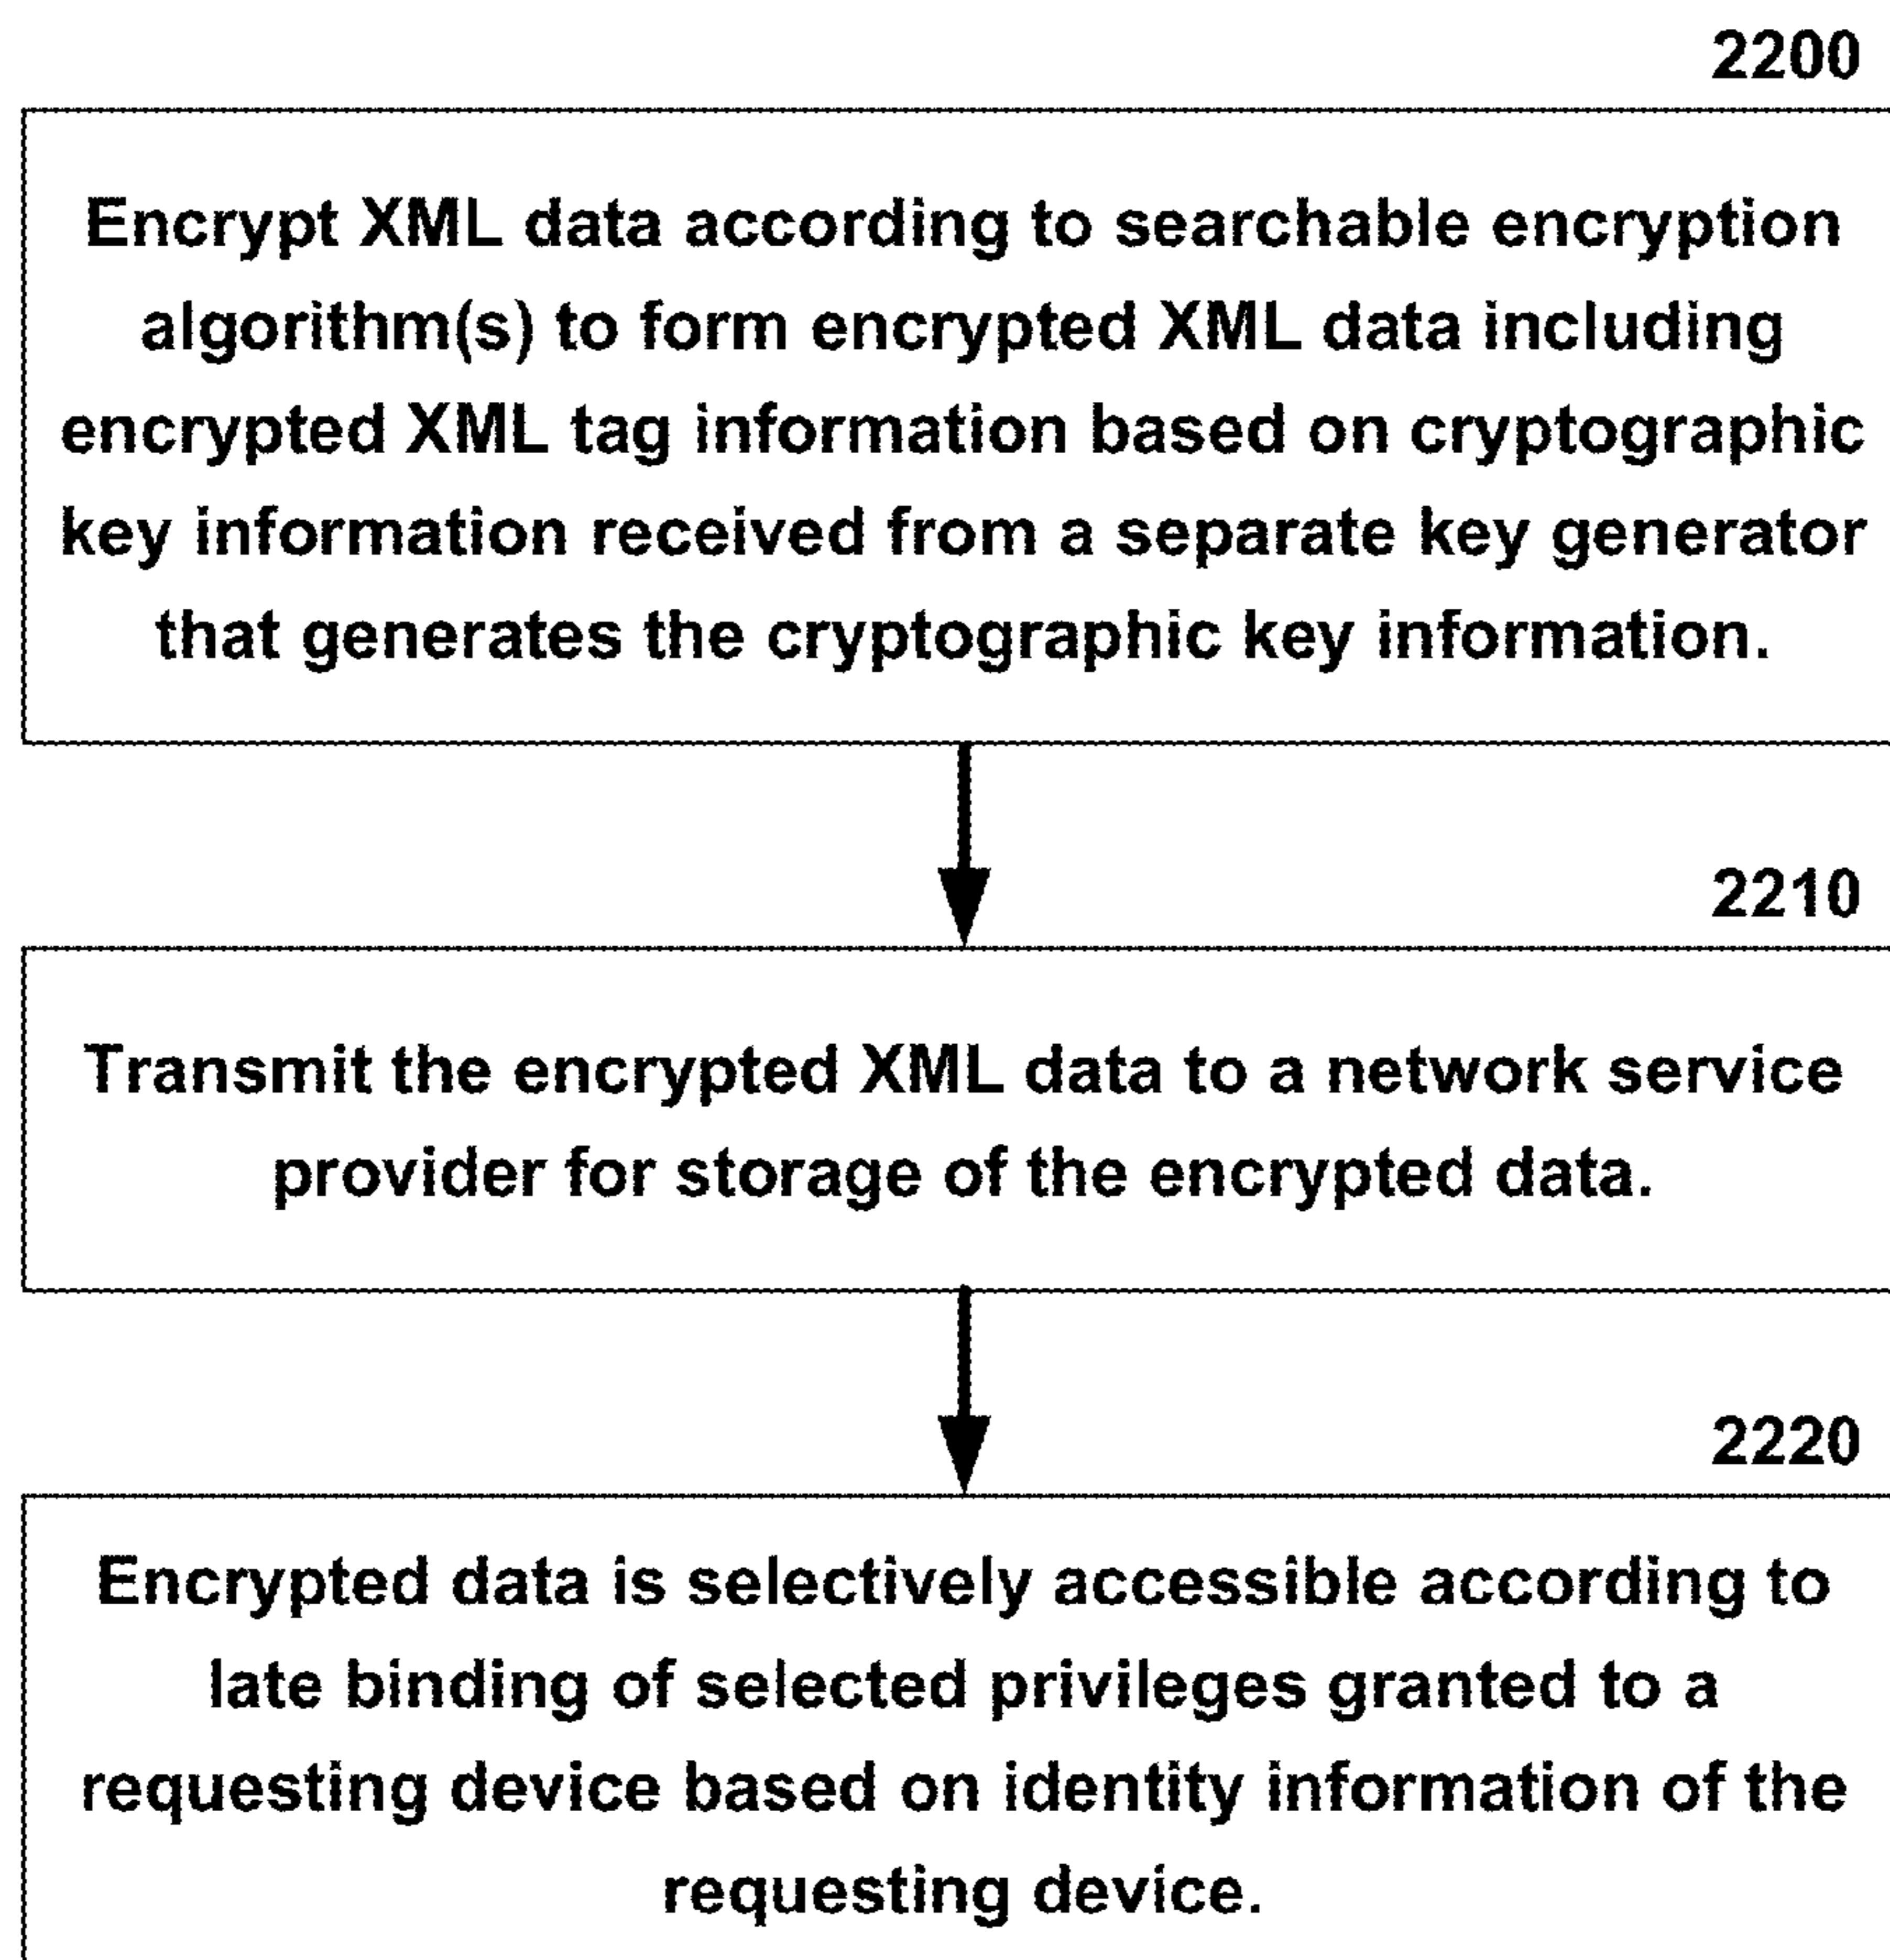 2200
Encrypt XML data according to searchable encryption
algorithm(s) to form encrypted XML data including
encrypted XML tag information based on cryptographic
key information received from a separate key generator
that generates the cryptographic key information.
2210
Transmit the encrypted XML data to a network service
provider for storage of the encrypted data.
2220
Encrypted data is selectively accessible according to
late binding of selected privileges granted to a
requesting device based on identity information of the
requesting device.